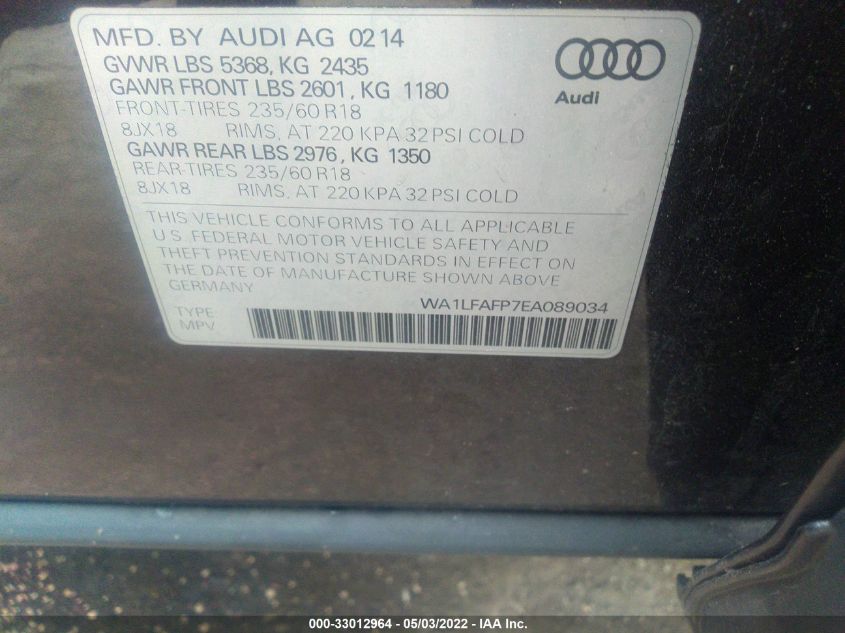 MFD. BY AUDI AG 02 14
GVWR LBS 5368, KG 2435
GAWR FRONT LBS 2601, KG 1180
FRONT-TIRES 235/60 R18
8JX18 RIMS, AT 220 KPA 32 PSI COLD
GAWR REAR LBS 2976, KG 1350
REAR-TIRES 235/60 R18
8JX18 RIMS, AT 220 KPA 32 PSI COLD
Audi
THIS VEHICLE CONFORMS TO ALL APPLICABLE
U.S. FEDERAL MOTOR VEHICLE SAFETY AND
THEFT PREVENTION STANDARDS IN EFFECT ON
THE DATE OF MANUFACTURE SHOWN ABOVE
GERMANY
WA1LFAFP7EA089034
TYPE:
MPV
000-33012964 - 05/03/2022 - IAA Inc.